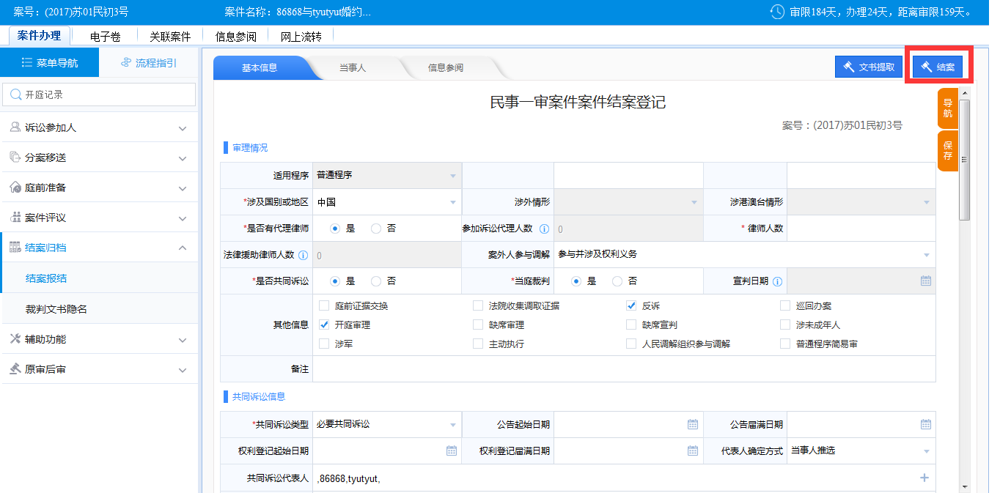 案号：(2017)苏01民初3号 案件名称：86868与tyutyut婚约... 审限184天，办理24天，距离审限159天。
案件办理 电子卷 关联案件 信息参阅 网上流转
菜单导航 流程指引
开庭记录
诉讼参加人
分案移送
庭前准备
案件评议
结案归档
结案报结
裁判文书隐名
辅助功能
原审后审
基本信息 当事人 信息参阅 文书提取 结案
民事一审案件案件结案登记
案号：(2017)苏01民初3号
导航
保存
审理情况
适用程序 普通程序
*涉及国别或地区 中国 涉外情形 涉港澳台情形
*是否有代理律师 是 否 参加诉讼代理人数 0 * 律师人数
法律援助律师人数 0 案外人参与调解 参与并涉及权利义务
*是否共同诉讼 是 否 *当庭裁判 是 否 宣判日期
其他信息
庭前证据交换 法院收集调取证据 反诉 巡回办案
开庭审理 缺席审理 缺席宣判 涉未成年人
涉军 主动执行 人民调解组织参与调解 普通程序简易审
备注
共同诉讼信息
*共同诉讼类型 必要共同诉讼 公告起始日期 公告届满日期
权利登记起始日期 权利登记届满日期 代表人确定方式 当事人推选
共同诉讼代表人 ,86868,tyutyut,